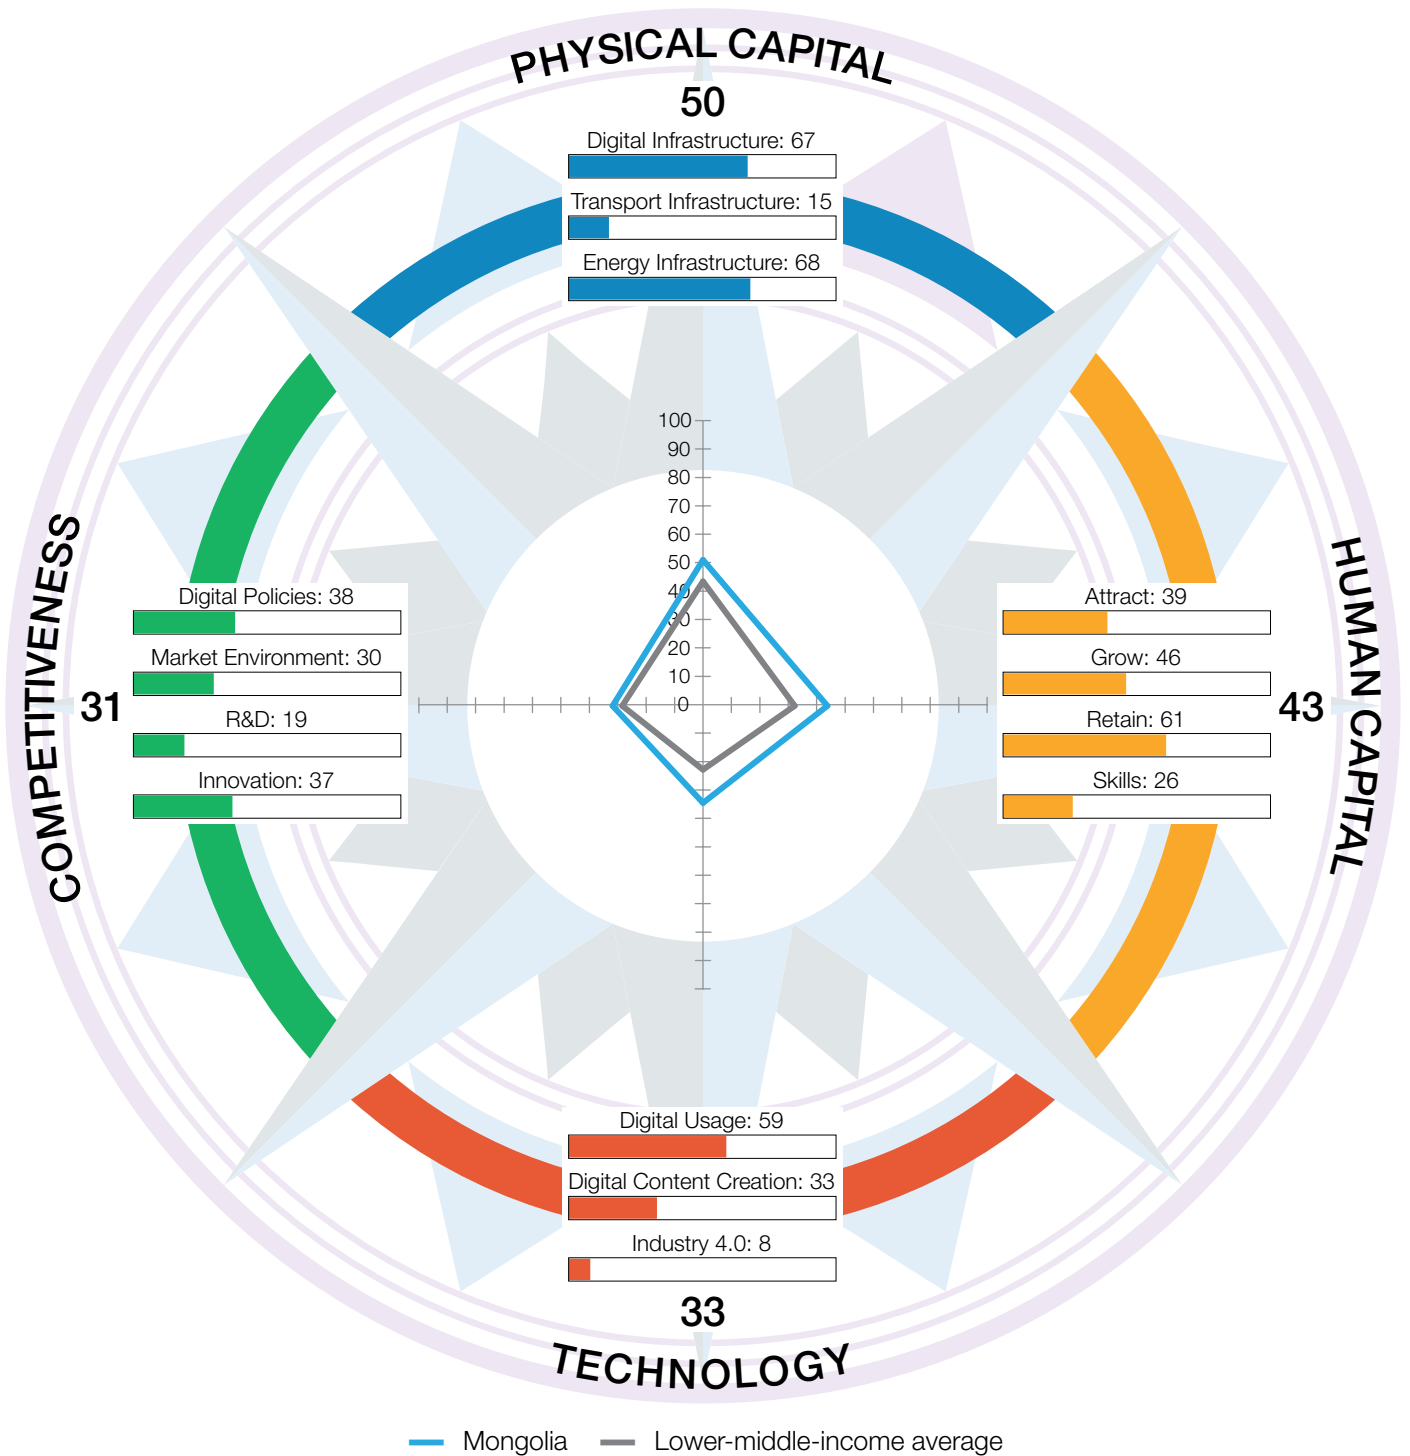 PHYSICAL CAPITAL
50
Digital Infrastructure: 67
Transport Infrastructure: 15
Energy Infrastructure: 68
100
90
80
70
60
50
40
30
20
10
0
COMPETITIVENESS
31
Digital Policies: 38
Market Environment: 30
R&D: 19
Innovation: 37
HUMAN CAPITAL
43
Attract: 39
Grow: 46
Retain: 61
Skills: 26
Digital Usage: 59
Digital Content Creation: 33
Industry 4.0: 8
33
TECHNOLOGY
Mongolia
Lower-middle-income average